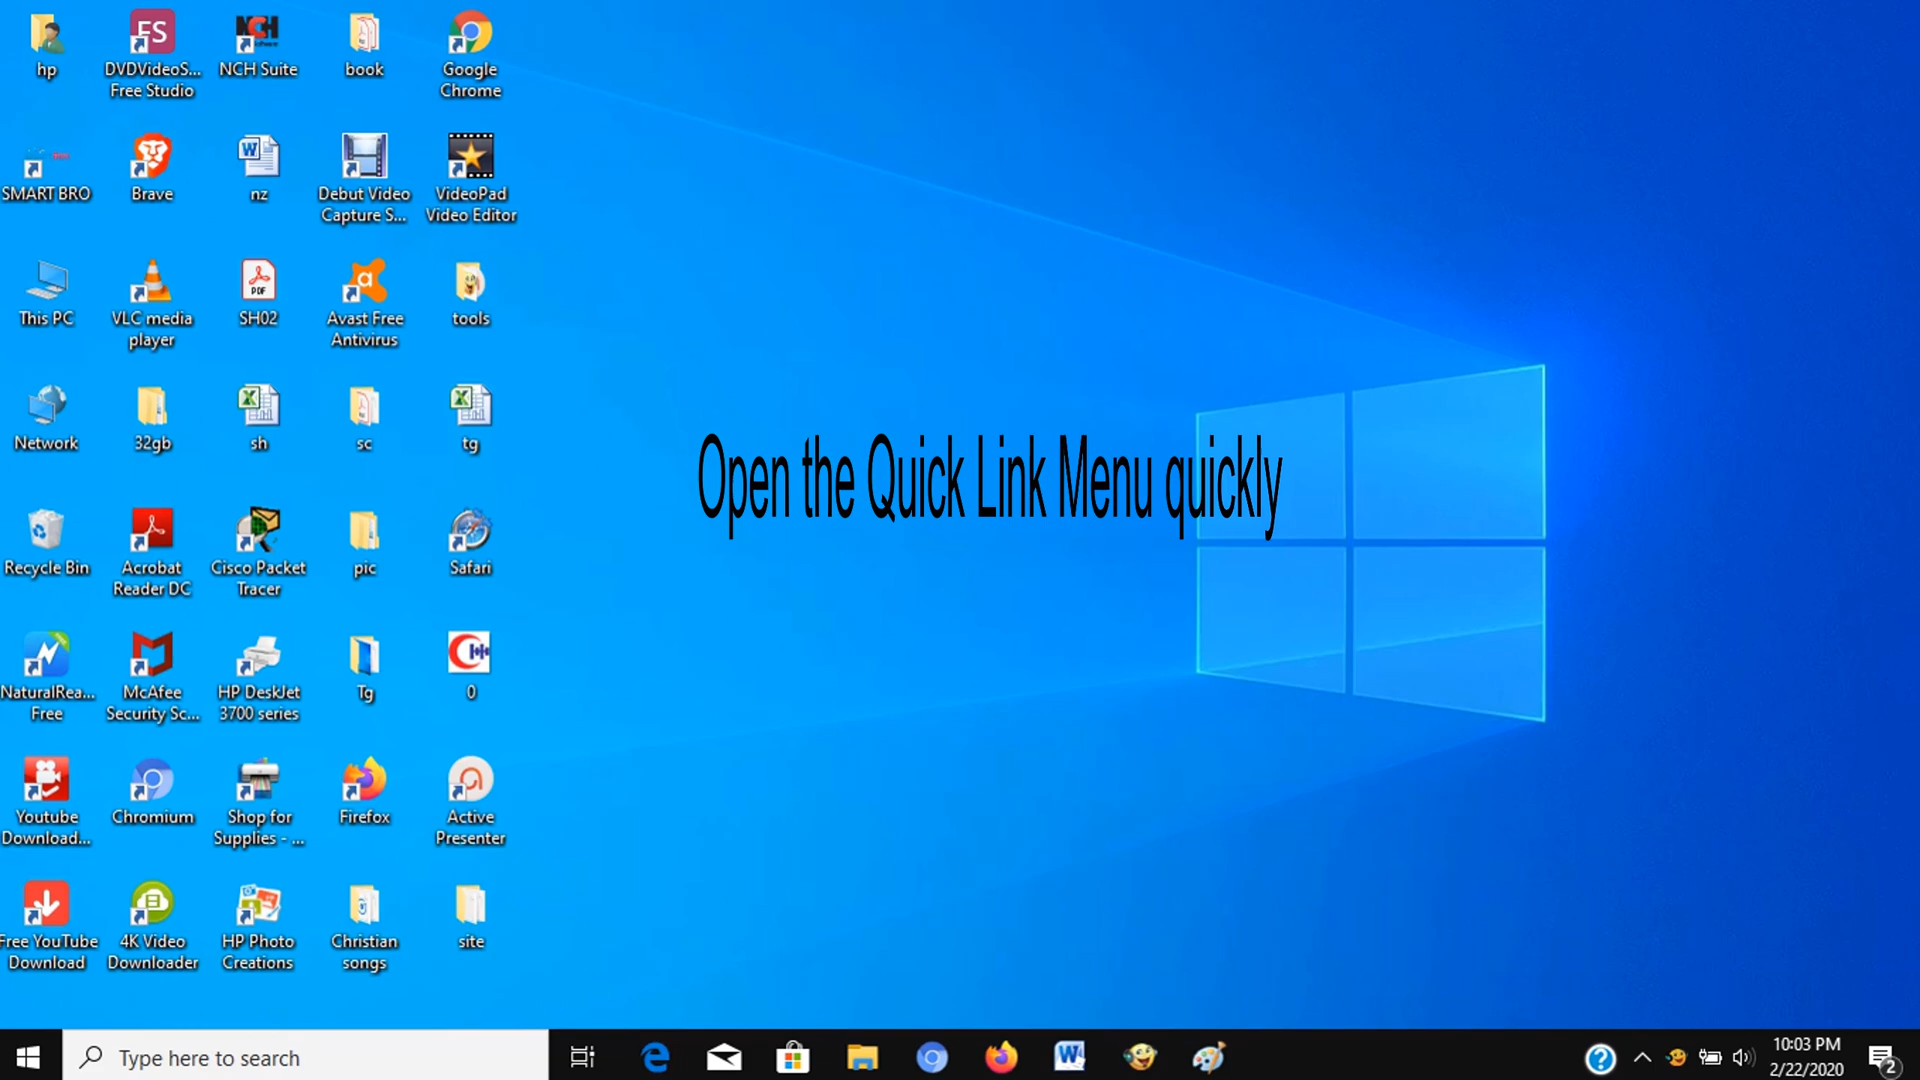 hp
DVDVideoS...
Free Studio
NCH Suite
book
Google
Chrome
SMART BRO
Brave
nz
Debut Video
Capture S...
VideoPad
Video Editor
This PC
VLC media
player
SH02
Avast Free
Antivirus
tools
Network
32gb
sh
sc
tg
Open the Quick Link Menu quickly
Recycle Bin
Acrobat
Reader DC
Cisco Packet
Tracer
pic
Safari
NaturalRea...
Free
McAfee
Security Sc...
HP DeskJet
3700 series
Tg
0
Youtube
Download...
Chromium
Shop for
Supplies - ...
Firefox
Active
Presenter
Free YouTube
Download
4K Video
Downloader
HP Photo
Creations
Christian
songs
site
Type here to search
10:03 PM
2/22/2020
2